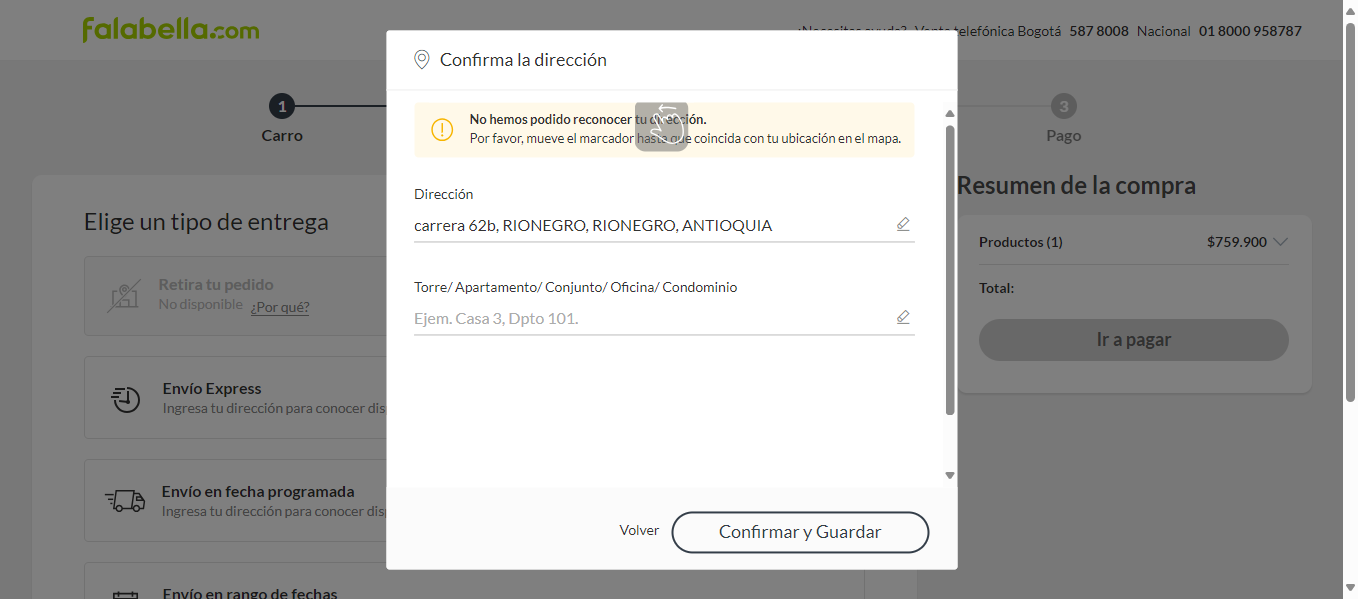 falabella.com
¿Necesitas ayuda? Venta telefónica Bogotá 587 8008 Nacional 01 8000 958787
Confirma la dirección
1
Carro
3
Pago
No hemos podido reconocer tu dirección.
Por favor, mueve el marcador hasta que coincida con tu ubicación en el mapa.
Dirección
carrera 62b, RIONEGRO, RIONEGRO, ANTIOQUIA
Torre/ Apartamento/ Conjunto/ Oficina/ Condominio
Ejem. Casa 3, Dpto 101.
Volver
Confirmar y Guardar
Elige un tipo de entrega
Retira tu pedido
No disponible ¿Por qué?
Envío Express
Ingresa tu dirección para conocer dis
Envío en fecha programada
Ingresa tu dirección para conocer dis
Envío en rango de fechas
Resumen de la compra
Productos (1) $759.900
Total:
Ir a pagar